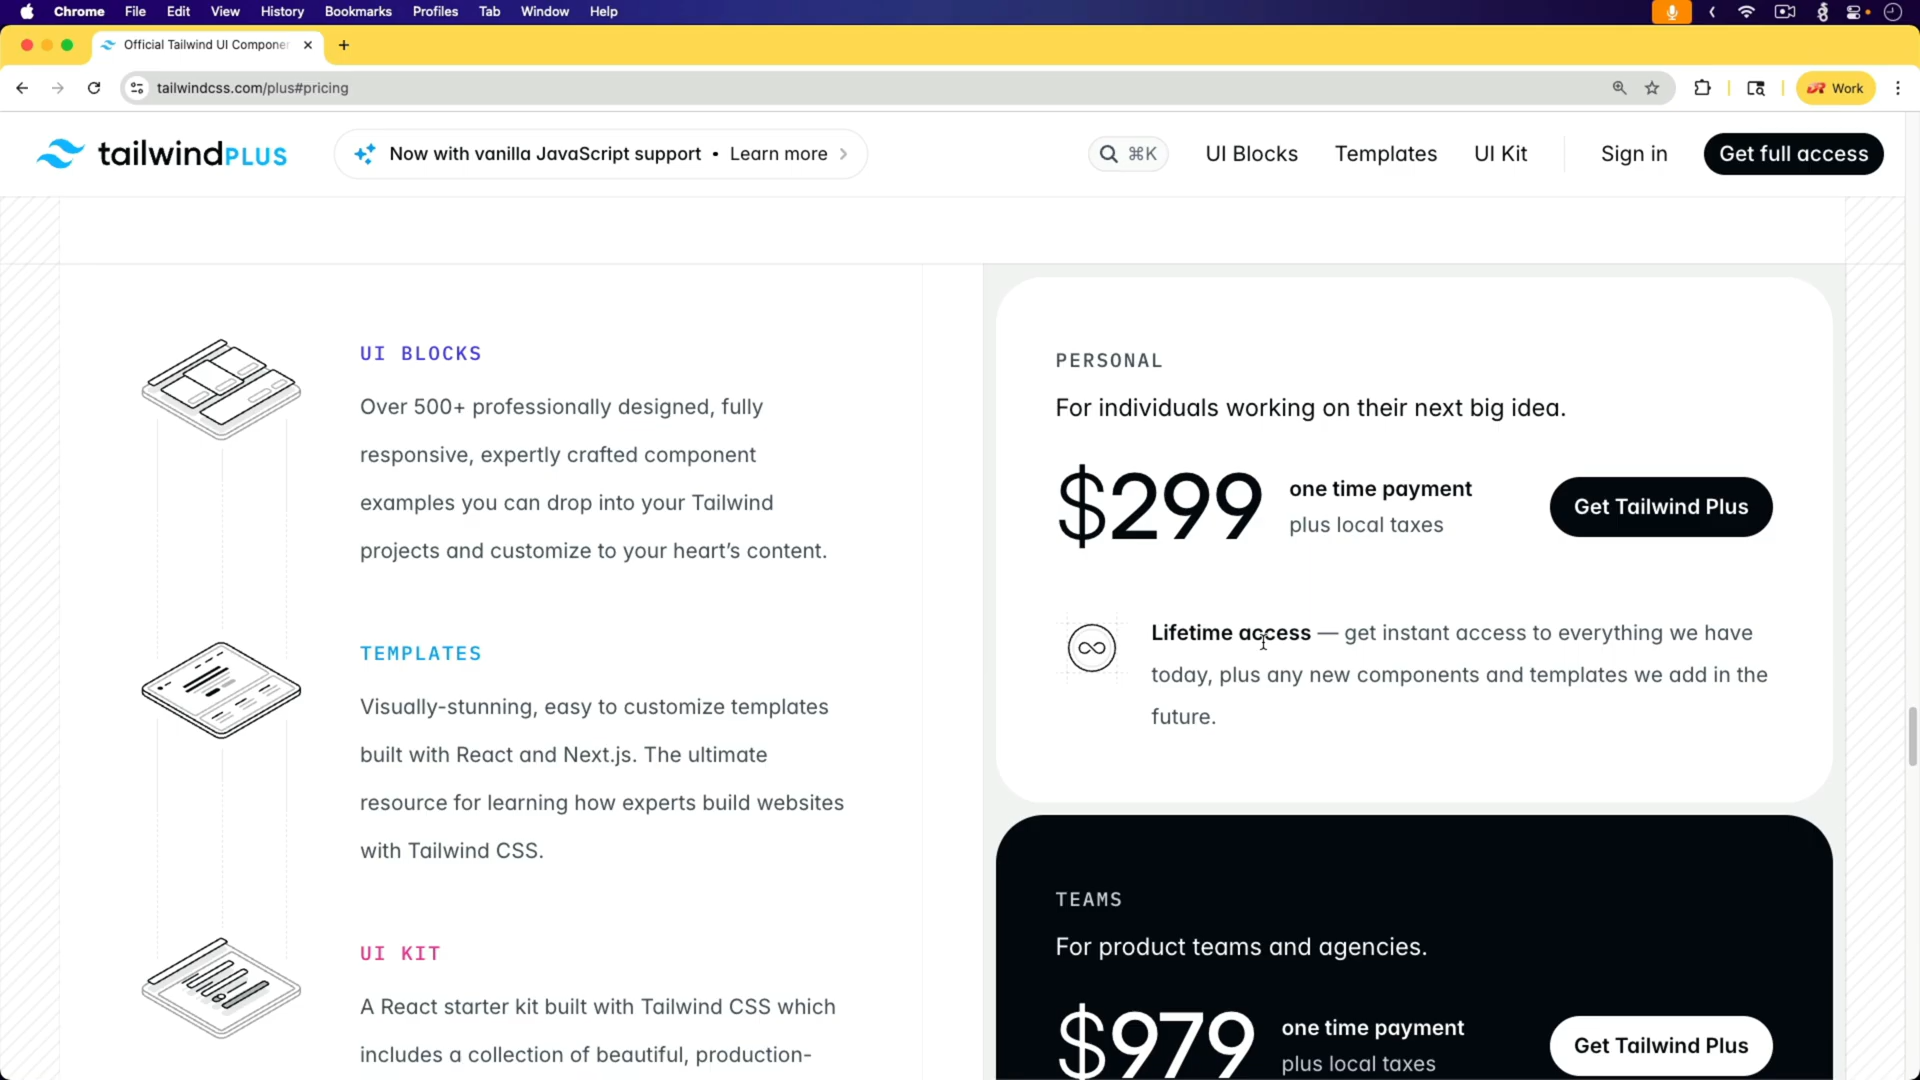 Chrome File Edit View History Bookmarks Profiles Tab Window Help
Official Tailwind UI Compone
tailwindcss.com/plus#pricing
Work
tailwindPLUS
Now with vanilla JavaScript support • Learn more
⌘K
UI Blocks
Templates
UI Kit
Sign in
Get full access
UI BLOCKS
Over 500+ professionally designed, fully
responsive, expertly crafted component
examples you can drop into your Tailwind
projects and customize to your heart’s content.
TEMPLATES
Visually-stunning, easy to customize templates
built with React and Next.js. The ultimate
resource for learning how experts build websites
with Tailwind CSS.
UI KIT
A React starter kit built with Tailwind CSS which
includes a collection of beautiful, production-
PERSONAL
For individuals working on their next big idea.
$299
one time payment
plus local taxes
Get Tailwind Plus
Lifetime access — get instant access to everything we have
today, plus any new components and templates we add in the
future.
TEAMS
For product teams and agencies.
$979
one time payment
plus local taxes
Get Tailwind Plus